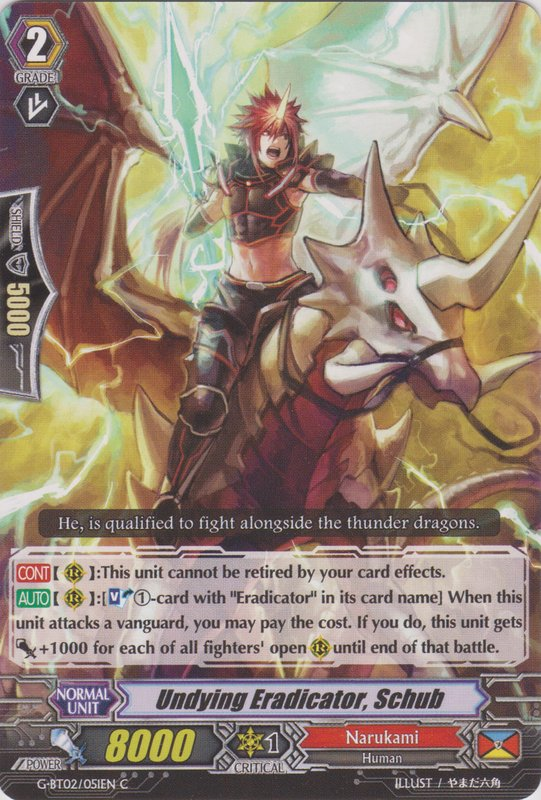 2
GRADE
SHIELD
5000
He, is qualified to fight alongside the thunder dragons.
CONT【 R 】:This unit cannot be retired by your card effects.
AUTO【 R 】:[V ①-card with "Eradicator" in its card name] When this
unit attacks a vanguard, you may pay the cost. If you do, this unit gets
+1000 for each of all fighters' open R until end of that battle.
NORMAL
UNIT
Undying Eradicator, Schub
POWER
8000
1
CRITICAL
Narukami
Human
G-BT02/051EN C
ILLUST / やまだ六角